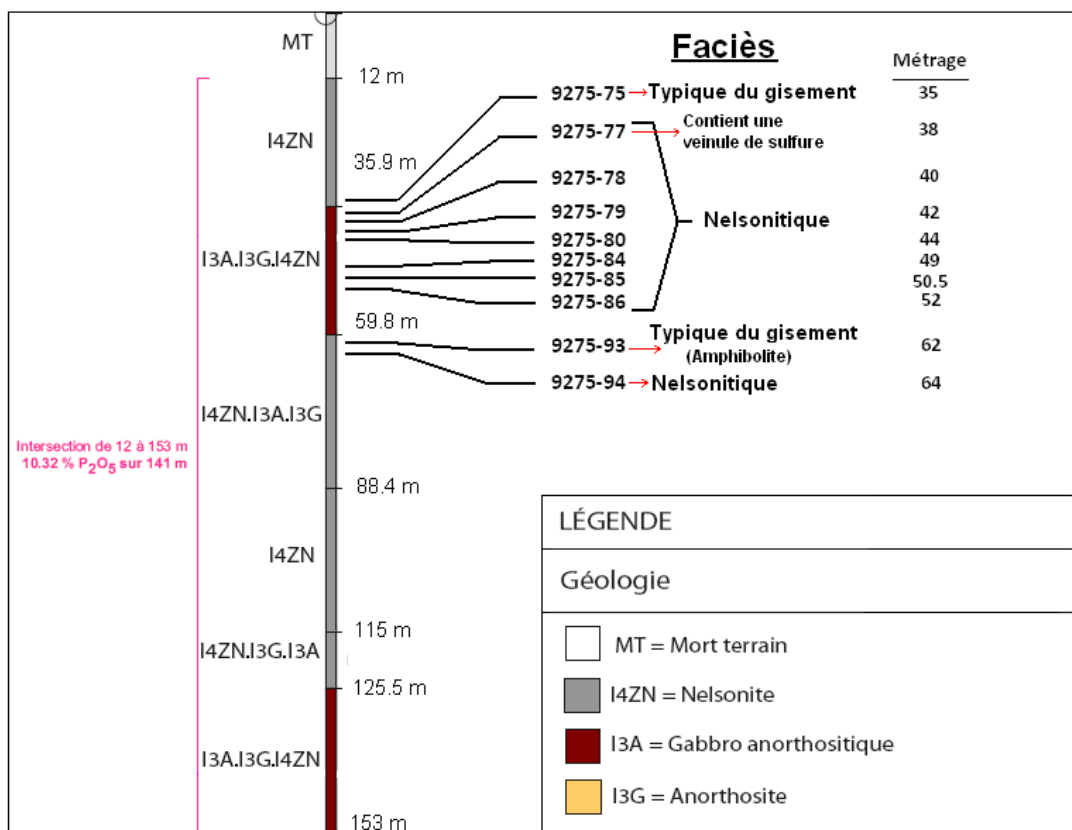 MT
Faciès
Métrage
12 m
9275-75
Typique du gisement
35
I4ZN
35.9 m
9275-77
Contient une
veinule de sulfure
38
9275-78
40
9275-79
Nelsonitique
42
I3A.I3G.I4ZN
9275-80
44
9275-84
49
9275-85
50.5
9275-86
52
59.8 m
9275-93
Typique du gisement
(Amphibolite)
62
9275-94
Nelsonitique
64
I4ZN.I3A.I3G
Intersection de 12 à 153 m
10.32 % P2O5 sur 141 m
88.4 m
I4ZN
115 m
I4ZN.I3G.I3A
125.5 m
I3A.I3G.I4ZN
153 m
LÉGENDE
Géologie
MT = Mort terrain
I4ZN = Nelsonite
I3A = Gabbro anorthositique
I3G = Anorthosite